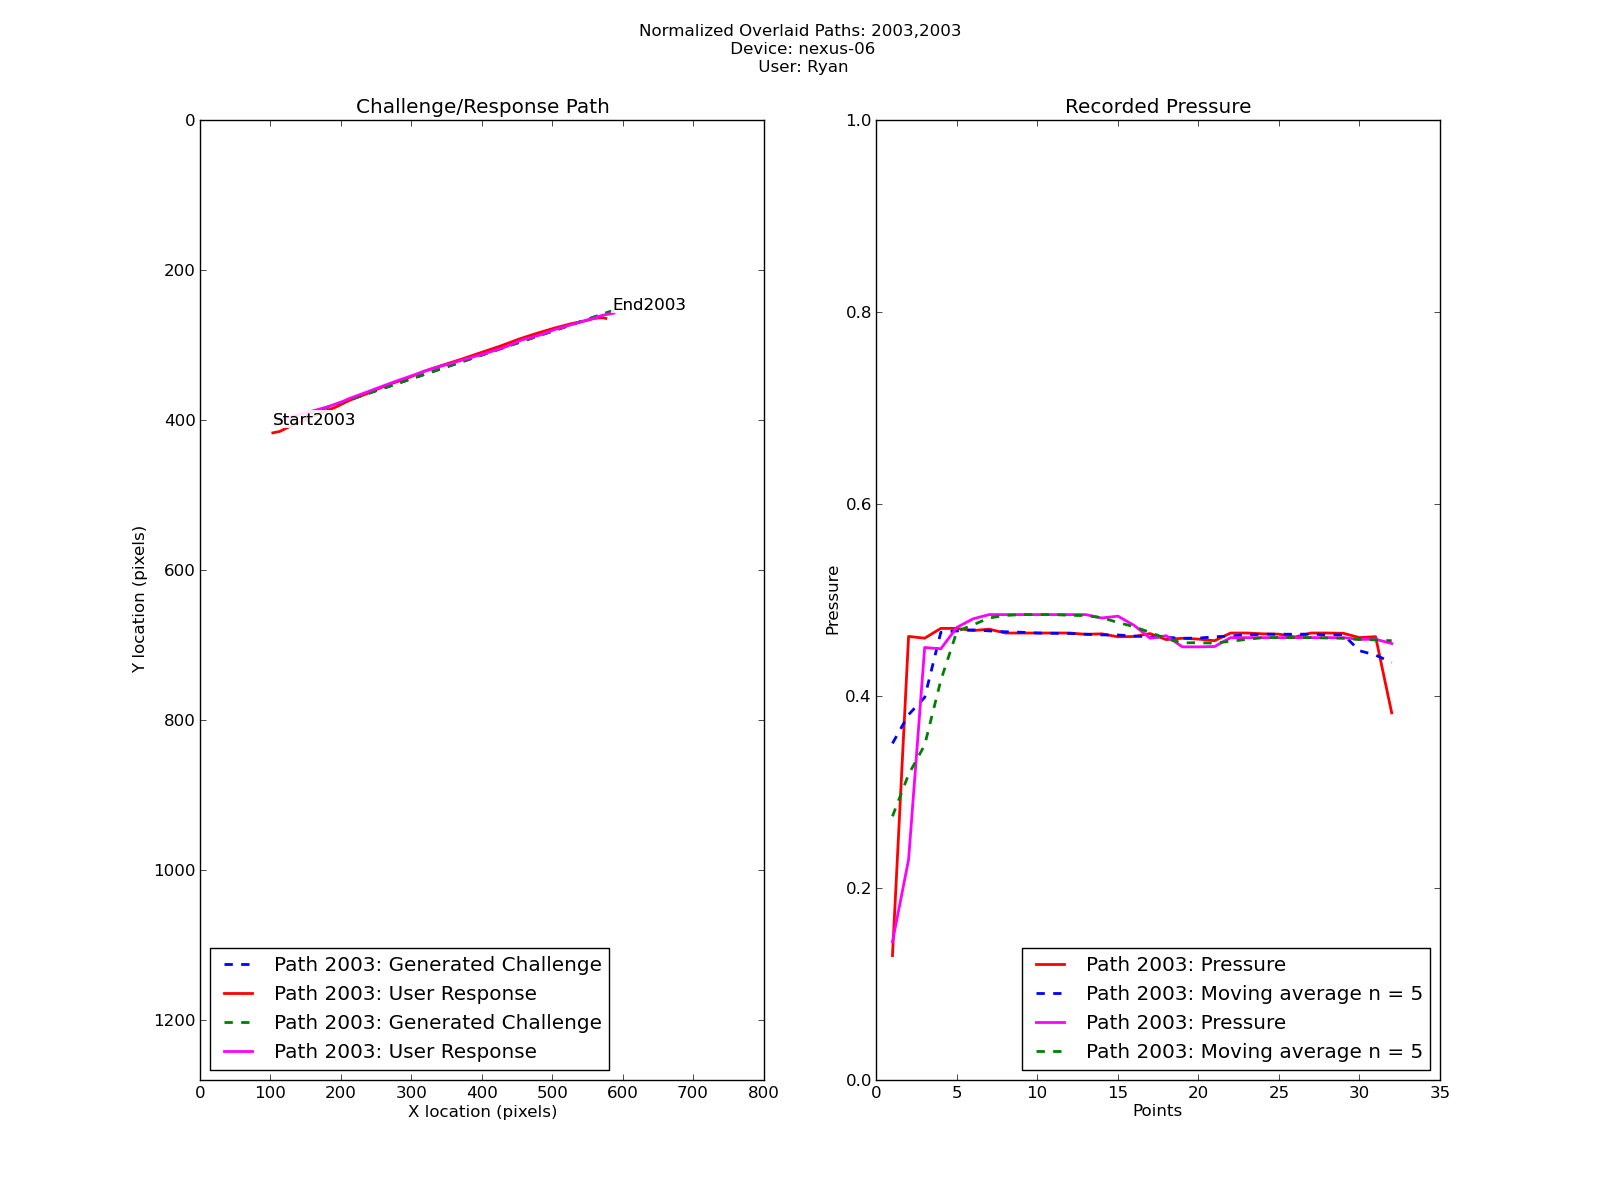 Normalized Overlaid Paths: 2003,2003
Device: nexus-06
User: Ryan
Challenge/Response Path
0
200
400
600
800
1000
1200
Y location (pixels)
End2003
Start2003
Path 2003: Generated Challenge
Path 2003: User Response
Path 2003: Generated Challenge
Path 2003: User Response
0 100 200 300 400 500 600 700 800
X location (pixels)
Recorded Pressure
1.0
0.8
0.6
0.4
0.2
0.0
Pressure
Path 2003: Pressure
Path 2003: Moving average n = 5
Path 2003: Pressure
Path 2003: Moving average n = 5
0 5 10 15 20 25 30 35
Points